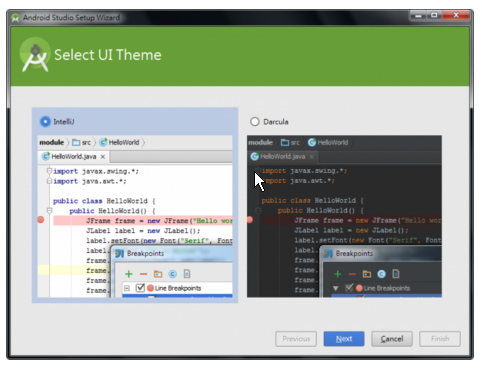 Android Studio Setup Wizard
Select UI Theme
IntelliJ
module src HelloWorld
HelloWorld.java ×
import javax.swing.*;
import java.awt.*;
public class HelloWorld {
public HelloWorld() {
JFrame frame = new JFrame("Hello wor
JLabel label = new JLabel();
label.setFont(new Font("Serif", Font
label.
frame.
frame.
frame.
Breakpoints
Line Breakpoints
Darcula
module src HelloWorld
HelloWorld.java ×
import javax.swing.*;
import java.awt.*;
public class HelloWorld {
public HelloWorld() {
JFrame frame = new JFrame("Hello wor
JLabel label = new JLabel();
label.setFont(new Font("Serif", Font
label.
frame.
frame.
frame.
Breakpoints
Line Breakpoints
Previous Next Cancel Finish